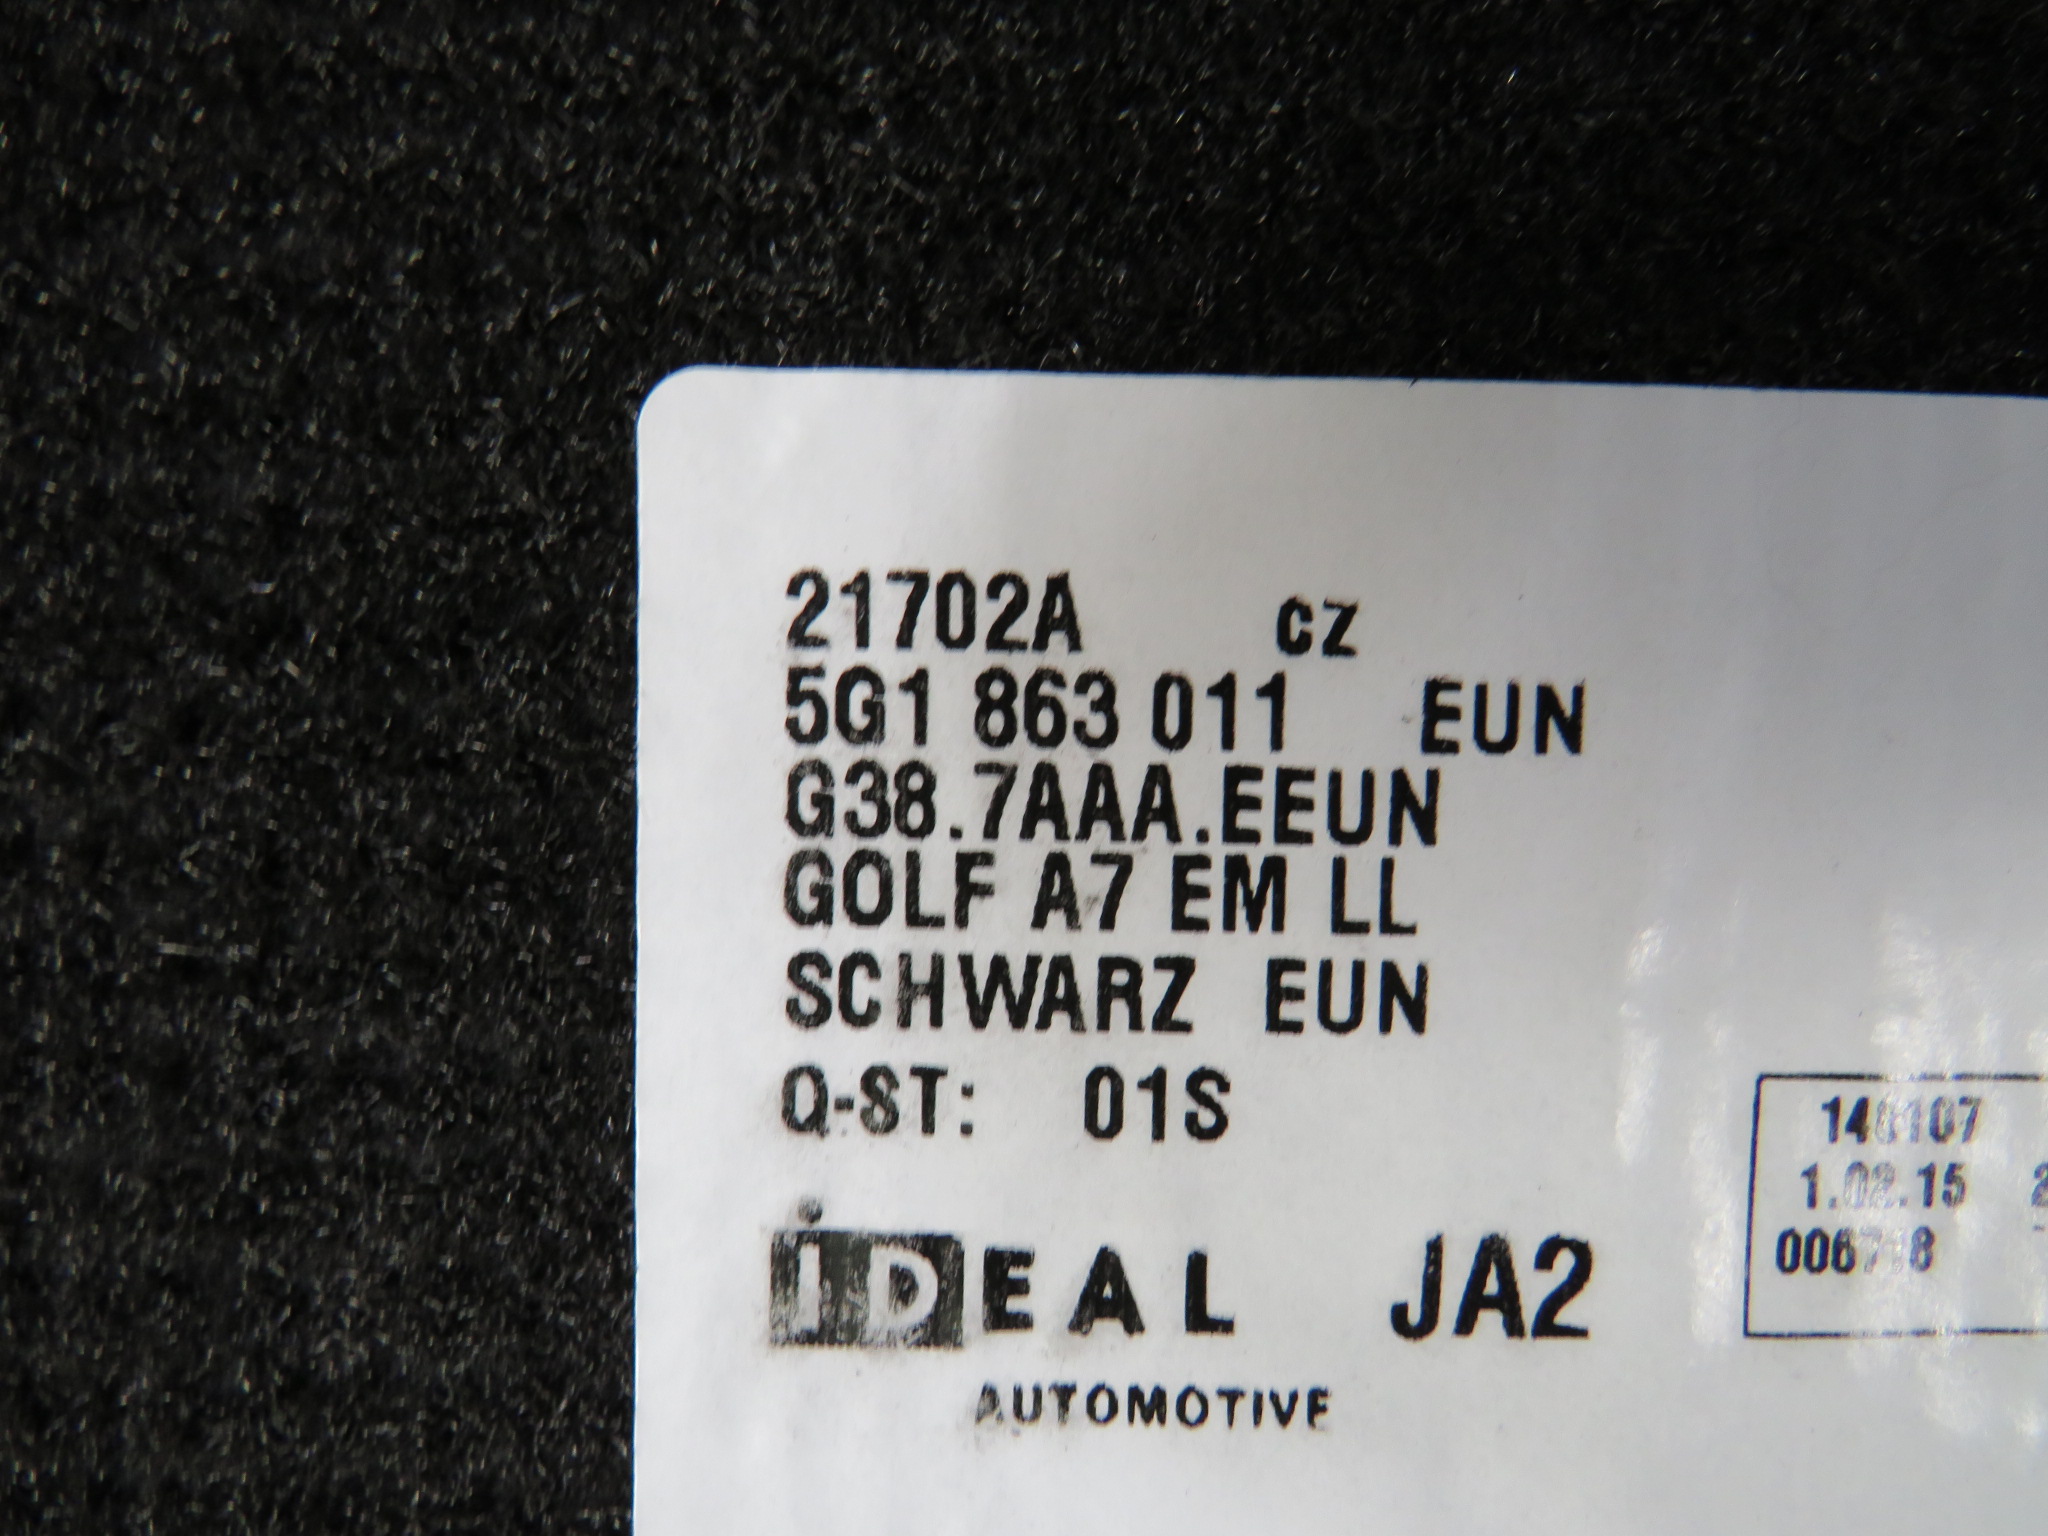 21702A CZ
5G1 863 011 EUN
G38.7AAA.EEUN
GOLF A7 EM LL
SCHWARZ EUN
Q-ST: 01S
iDEAL JA2
AUTOMOTIVE
1.02.15